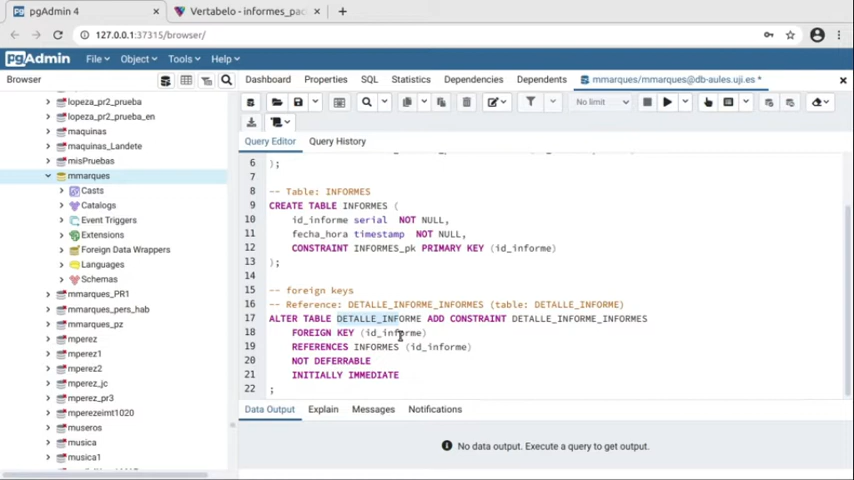 pgAdmin 4
Vertabelo - informes_pac
127.0.0.1:37315/browser/
pgAdmin File Object Tools Help
Browser
Dashboard Properties SQL Statistics Dependencies Dependents mmarques/mmarques@db-aules.uji.es *
No limit
Query Editor Query History
lopeza_pr2_prueba
lopeza_pr2_prueba_en
maquinas
maquinas_Landete
misPruebas
mmarques
Casts
Catalogs
Event Triggers
Extensions
Foreign Data Wrappers
Languages
Schemas
mmarques_PR1
mmarques_pers_hab
mmarques_pz
mperez
mperez1
mperez2
mperez_jc
mperez_pr3
mperezeimt1020
museros
musica
musica1
6 );
7
8 -- Table: INFORMES
9 CREATE TABLE INFORMES (
10 id_informe serial NOT NULL,
11 fecha_hora timestamp NOT NULL,
12 CONSTRAINT INFORMES_pk PRIMARY KEY (id_informe)
13 );
14
15 -- foreign keys
16 -- Reference: DETALLE_INFORME_INFORMES (table: DETALLE_INFORME)
17 ALTER TABLE DETALLE_INFORME ADD CONSTRAINT DETALLE_INFORME_INFORMES
18 FOREIGN KEY (id_informe)
19 REFERENCES INFORMES (id_informe)
20 NOT DEFERRABLE
21 INITIALLY IMMEDIATE
22 ;
Data Output Explain Messages Notifications
No data output. Execute a query to get output.